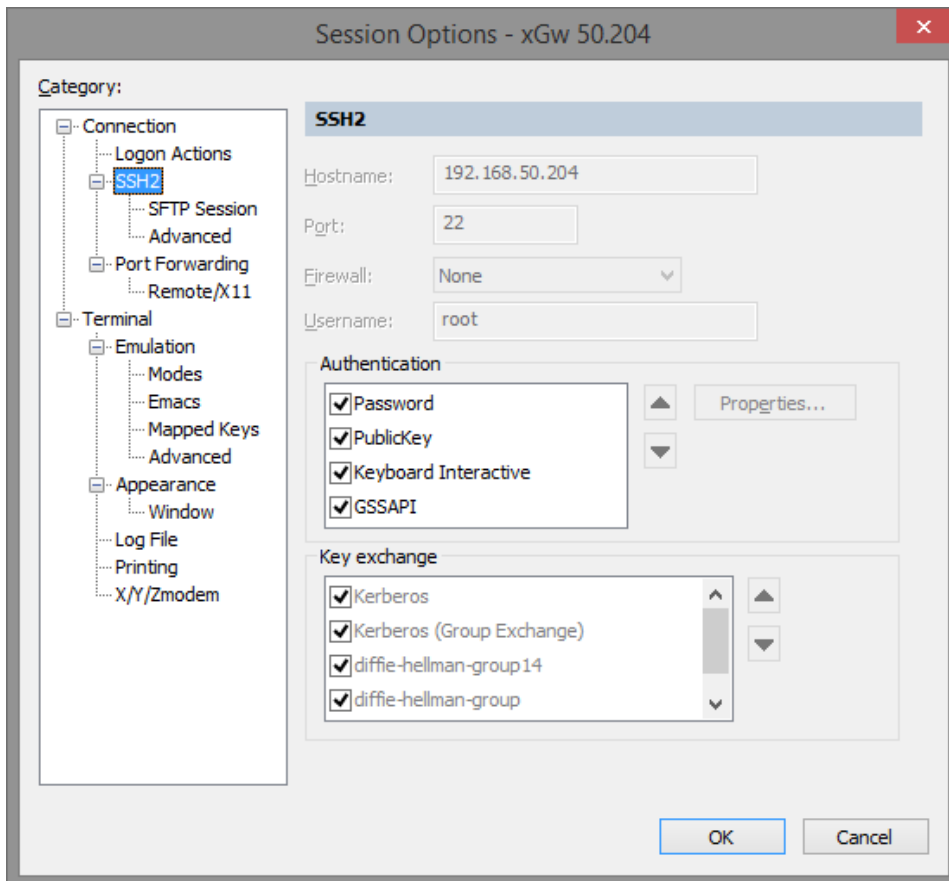 Session Options - xGw 50.204
Category:
Connection
Logon Actions
SSH2
SFTP Session
Advanced
Port Forwarding
Remote/X11
Terminal
Emulation
Modes
Emacs
Mapped Keys
Advanced
Appearance
Window
Log File
Printing
X/Y/Zmodem
SSH2
Hostname: 192.168.50.204
Port: 22
Firewall: None
Username: root
Authentication
Password
Properties...
PublicKey
Keyboard Interactive
GSSAPI
Key exchange
Kerberos
Kerberos (Group Exchange)
diffie-hellman-group14
diffie-hellman-group
OK
Cancel